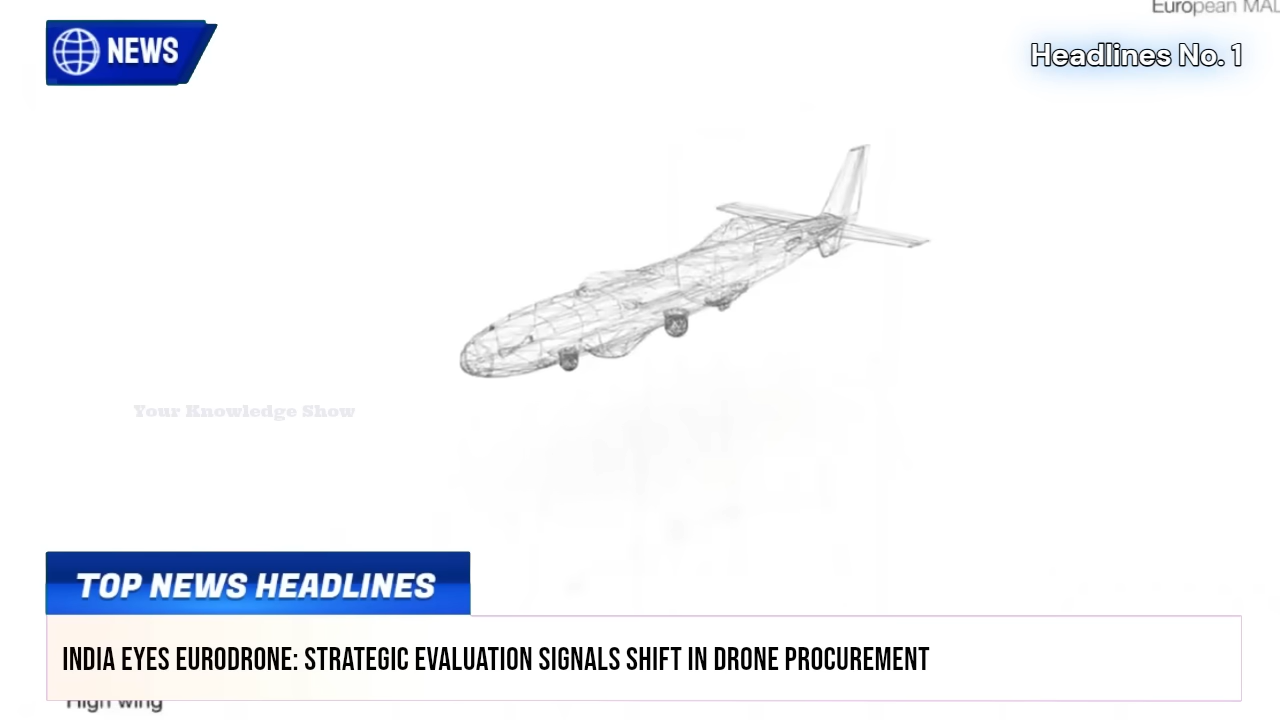 European MAL
NEWS
Headlines No. 1
Your Knowledge Show
TOP NEWS HEADLINES
INDIA EYES EURODRONE: STRATEGIC EVALUATION SIGNALS SHIFT IN DRONE PROCUREMENT
High wing